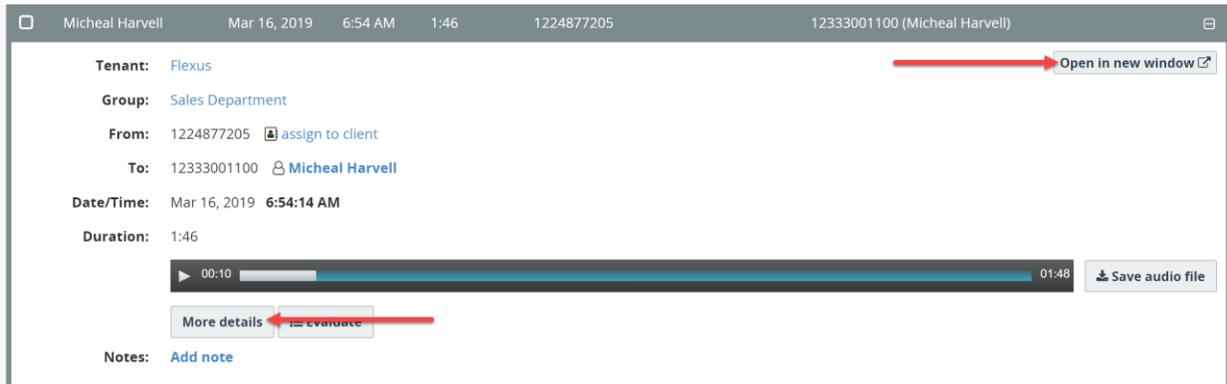 Micheal Harvell Mar 16, 2019 6:54 AM 1:46 1224877205 12333001100 (Micheal Harvell)
Open in new window
Tenant: Flexus
Group: Sales Department
From: 1224877205 assign to client
To: 12333001100 Micheal Harvell
Date/Time: Mar 16, 2019 6:54:14 AM
Duration: 1:46
00:10 01:48 Save audio file
More details Evaluate
Notes: Add note